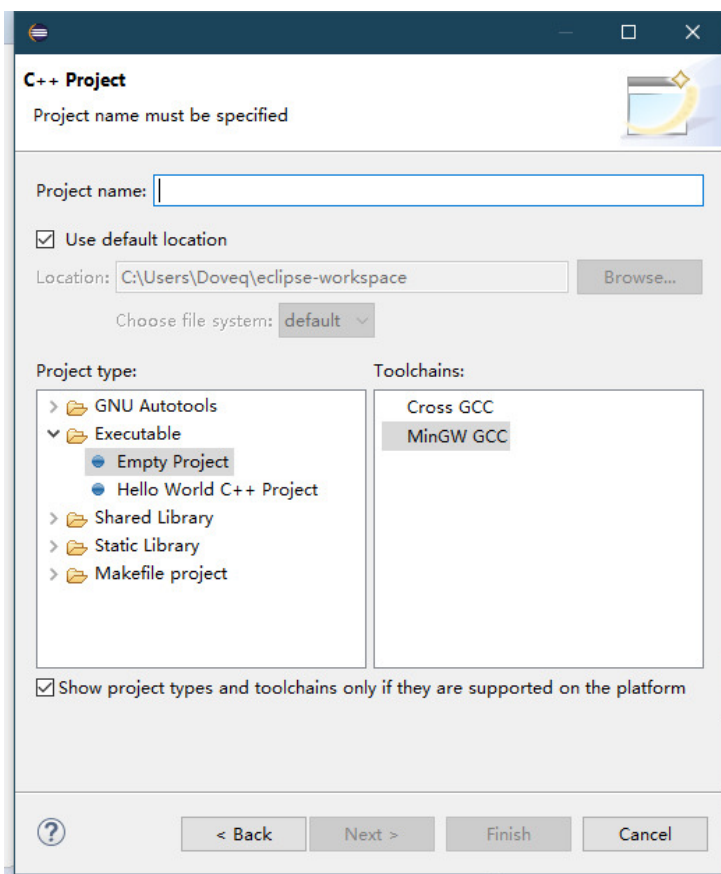 C++ Project
Project name must be specified
Project name:
Use default location
Location: C:\Users\Doveq\eclipse-workspace Browse...
Choose file system: default
Project type: Toolchains:
GNU Autotools Cross GCC
Executable MinGW GCC
Empty Project
Hello World C++ Project
Shared Library
Static Library
Makefile project
Show project types and toolchains only if they are supported on the platform
? < Back Next > Finish Cancel